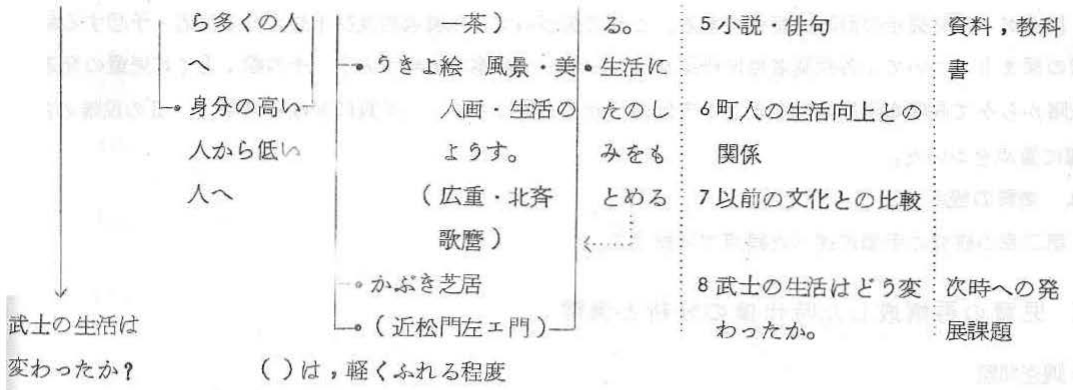 ら多くの人
へ
・身分の高い
人から低い
人へ
武士の生活は
変わったか?
一茶)
・うきよ絵 風景・美
人画・生活の
ようす。
(広重・北斉
歌麿)
・かぶき芝居
・(近松門左エ門)
( )は,軽くふれる程度
る。
・生活に
たのし
みをも
とめる
5 小説・俳句
6 町人の生活向上との
関係
7 以前の文化との比較
8 武士の生活はどう変
わったか。
資料,教科
書
次時への発
展課題